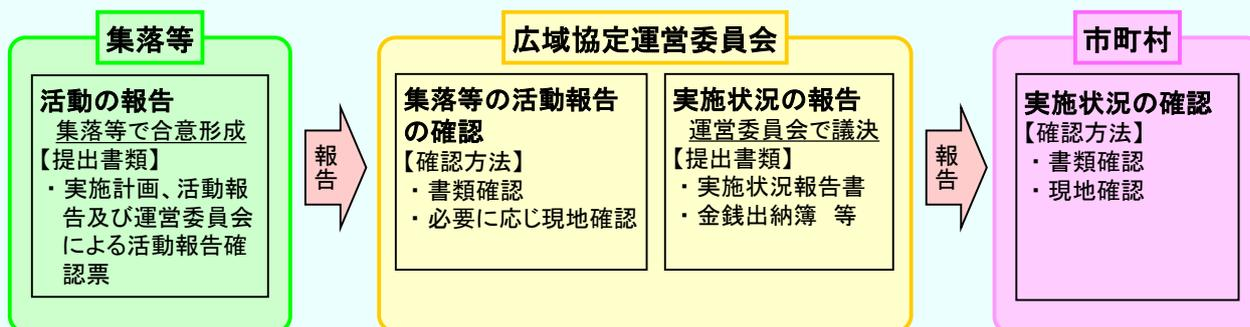 集落等
活動の報告
集落等で合意形成
【提出書類】
・実施計画、活動報
告及び運営委員会
による活動報告確
認票
報告
広域協定運営委員会
集落等の活動報告
の確認
【確認方法】
・書類確認
・必要に応じ現地確認
実施状況の報告
運営委員会で議決
【提出書類】
・実施状況報告書
・金銭出納簿　等
報告
市町村
実施状況の確認
【確認方法】
・書類確認
・現地確認